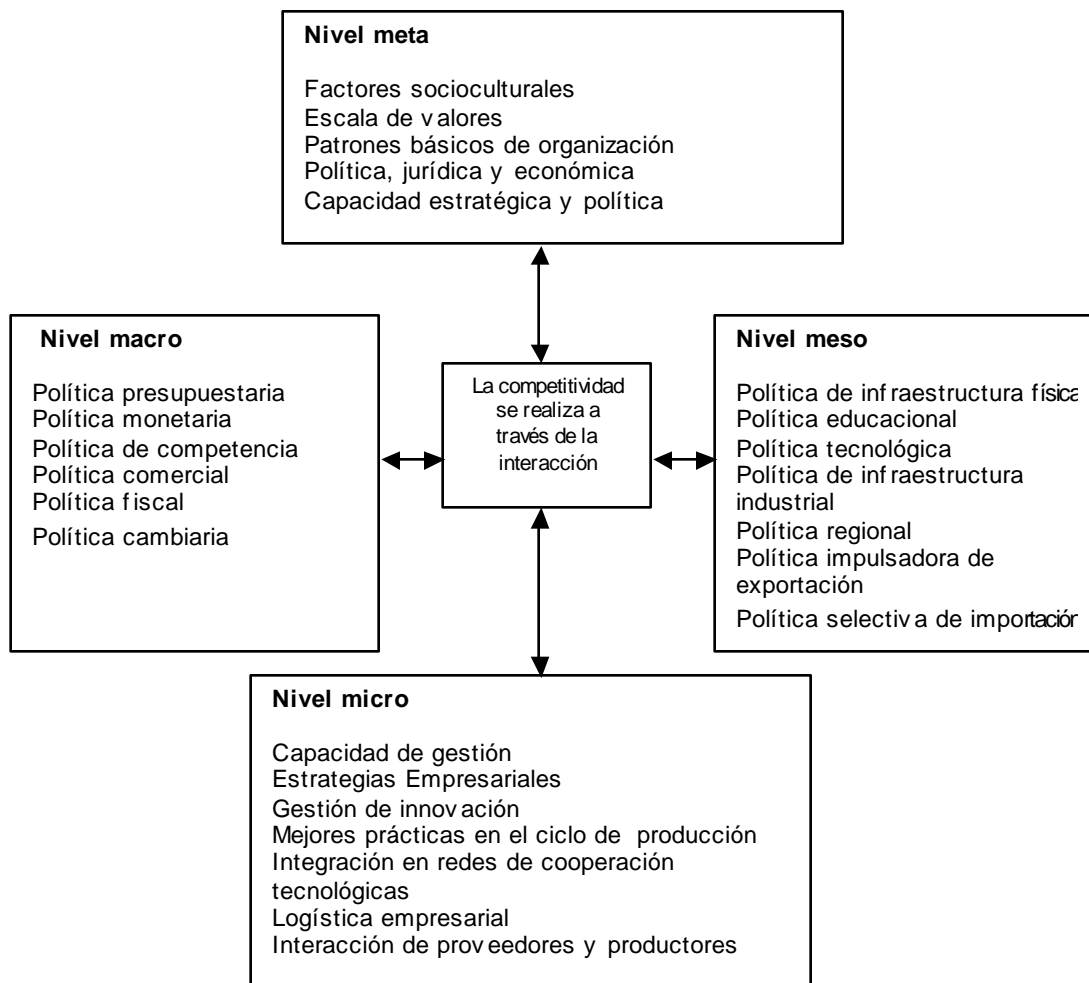 Nivel meta
Factores socioculturales
Escala de valores
Patrones básicos de organización
Política, jurídica y económica
Capacidad estratégica y política
Nivel macro
Política presupuestaria
Política monetaria
Política de competencia
Política comercial
Política fiscal
Política cambiaria
La competitividad
se realiza a
través de la
interacción
Nivel meso
Política de infraestructura física
Política educacional
Política tecnológica
Política de infraestructura
industrial
Política regional
Política impulsadora de
exportación
Política selectiva de importación
Nivel micro
Capacidad de gestión
Estrategias Empresariales
Gestión de innovación
Mejores prácticas en el ciclo de producción
Integración en redes de cooperación
tecnológicas
Logística empresarial
Interacción de proveedores y productores